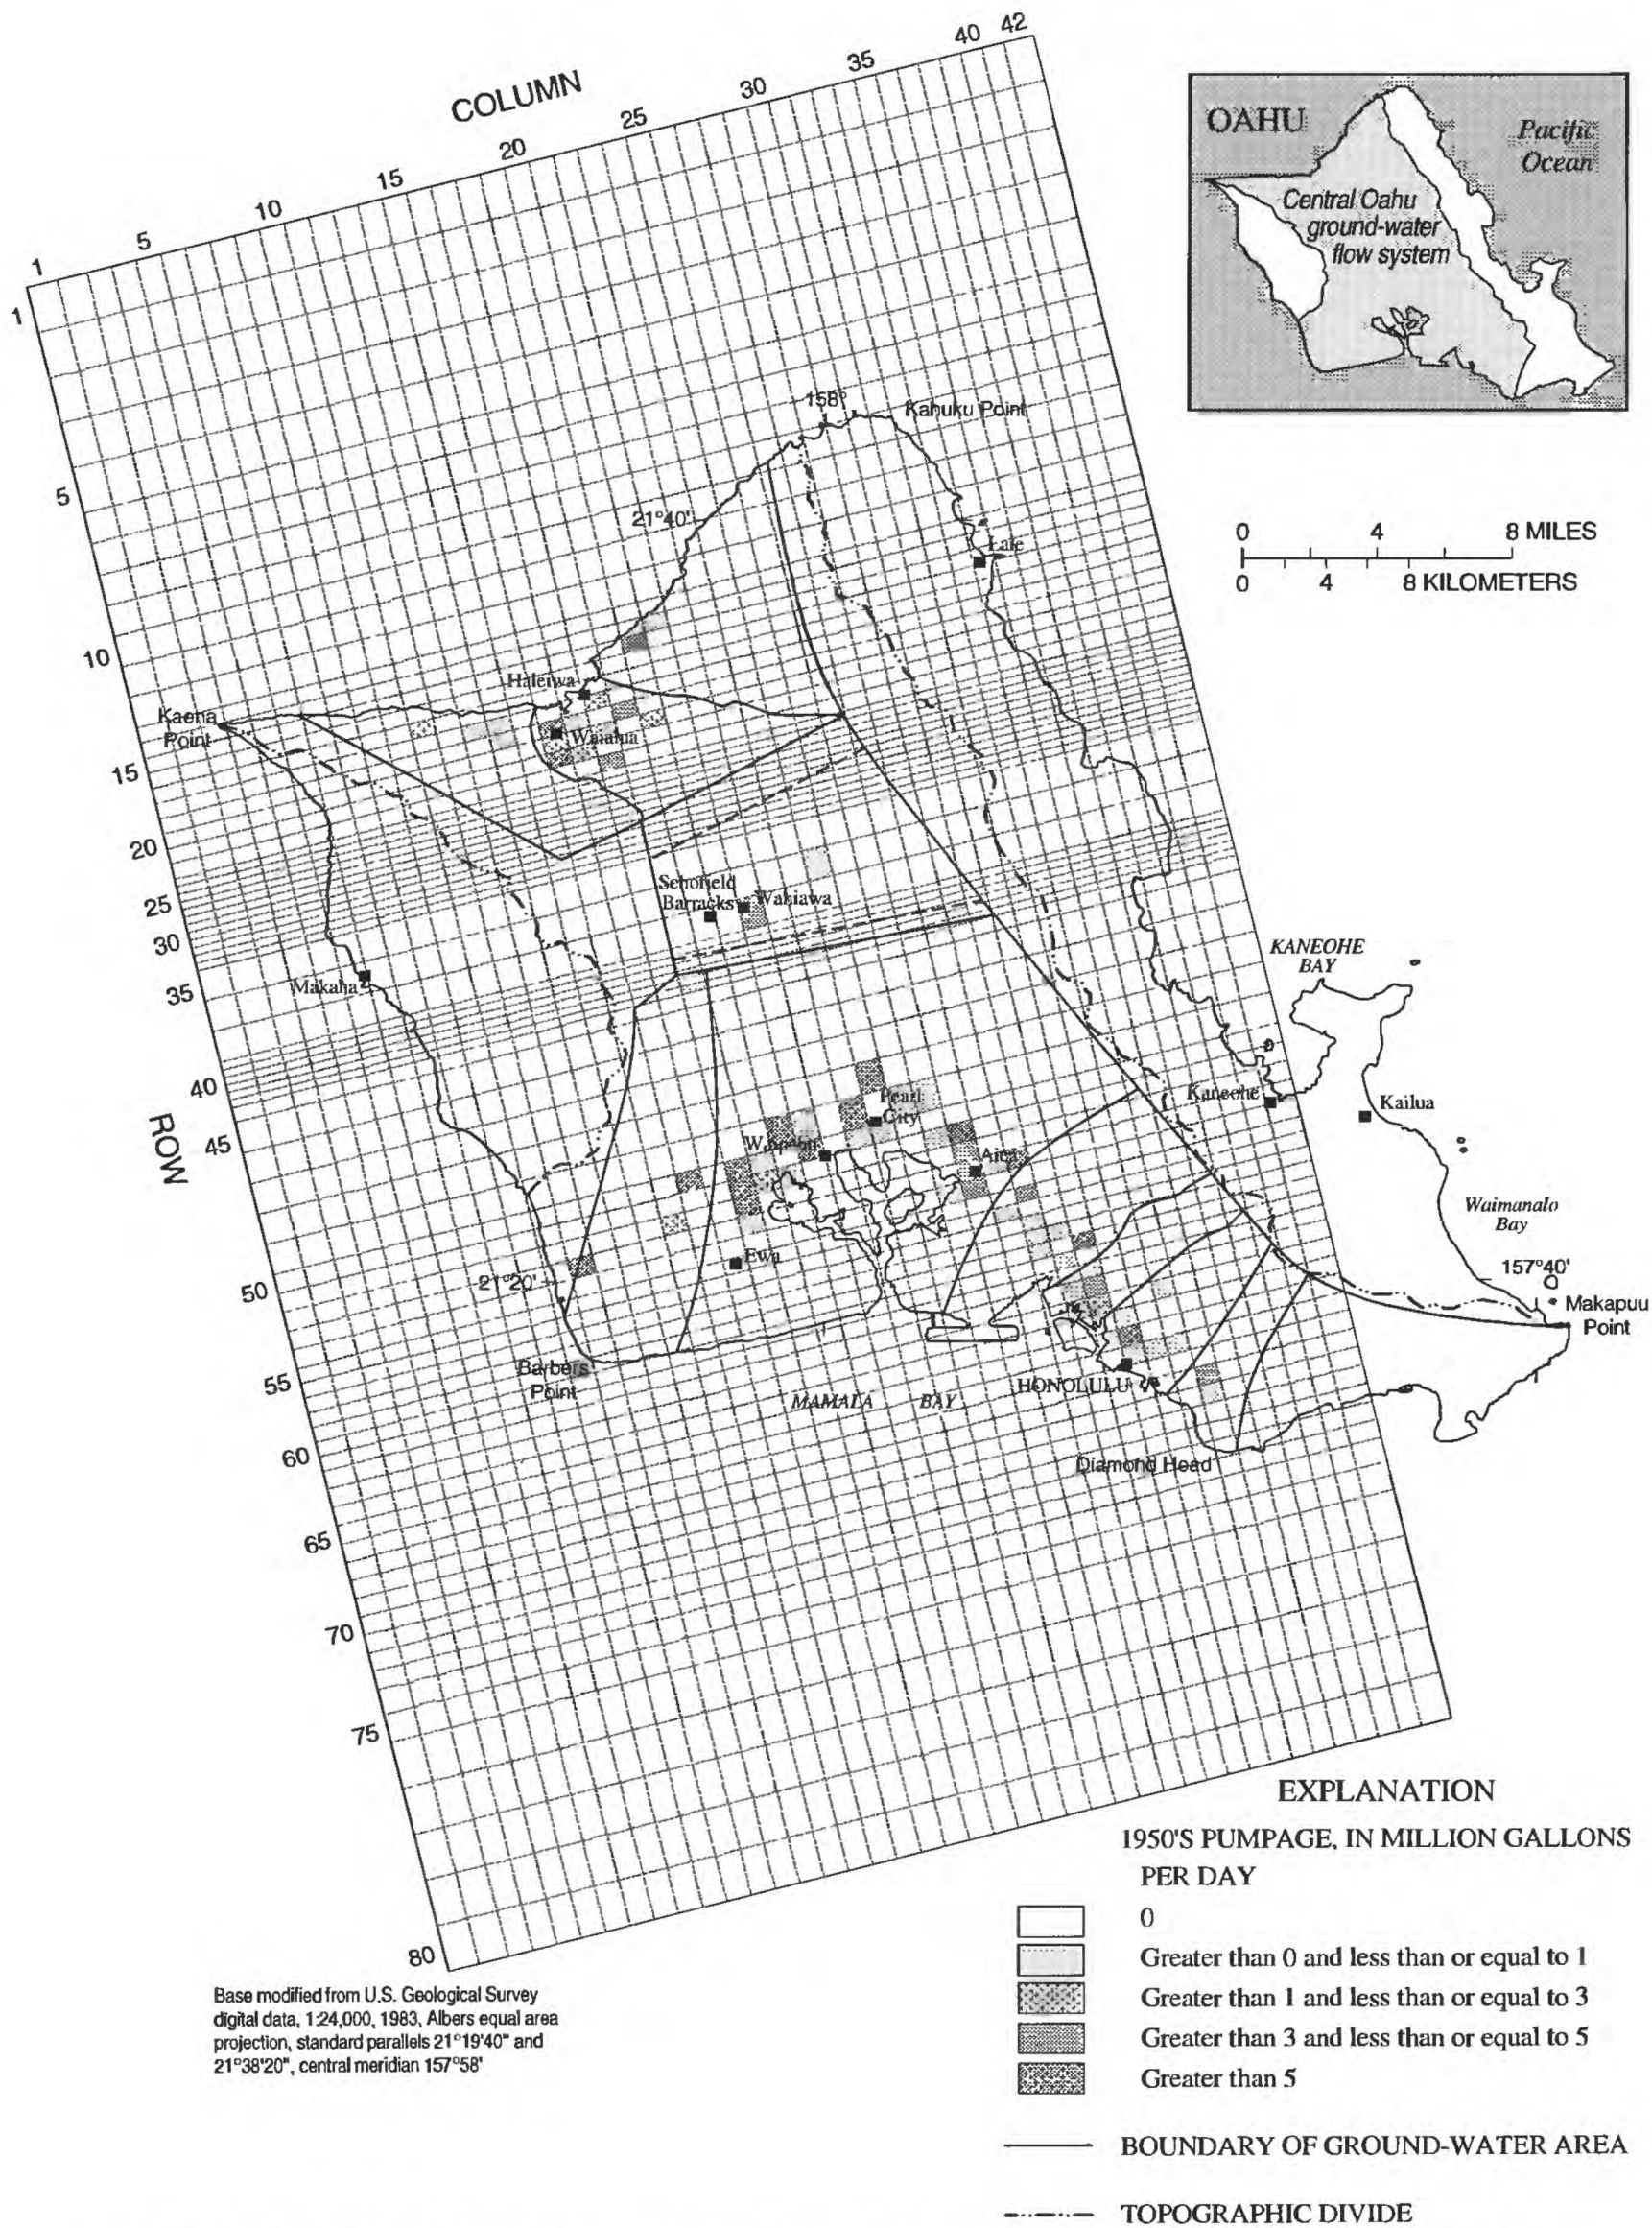 COLUMN
1
5
10
15
20
25
30
35
40 42
1
5
10
15
20
25
30
35
40
45
50
55
60
65
70
75
80
ROW
OAHU
Pacific
Ocean
Central Oahu
ground-water
flow system
0 4 8 MILES
0 4 8 KILOMETERS
158°
Kahuku Point
21°40'
Laie
Haleiwa
Kaena
Point
Waialua
Schofield
Barracks
Wahiawa
Makaha
KANEOHE
BAY
Kaneohe
Kailua
Pearl
City
Waipahu
Aiea
Waimanalo
Bay
Ewa
21°20'
157°40'
Makapuu
Point
Barbers
Point
MAMALA BAY
HONOLULU
Diamond Head
EXPLANATION
1950'S PUMPAGE, IN MILLION GALLONS
PER DAY
0
Greater than 0 and less than or equal to 1
Greater than 1 and less than or equal to 3
Greater than 3 and less than or equal to 5
Greater than 5
BOUNDARY OF GROUND-WATER AREA
TOPOGRAPHIC DIVIDE
Base modified from U.S. Geological Survey
digital data, 1:24,000, 1983, Albers equal area
projection, standard parallels 21°19'40" and
21°38'20", central meridian 157°58'